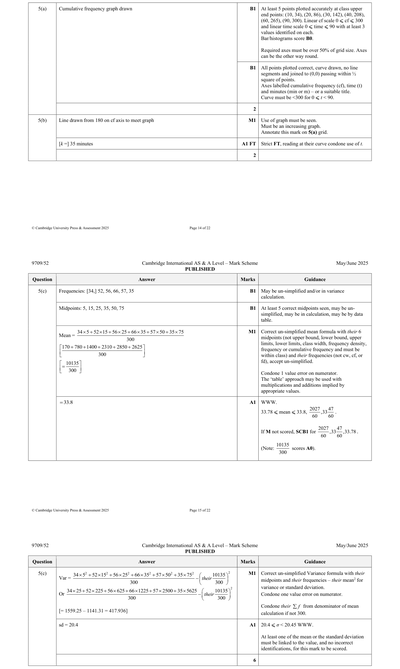 5(a) Cumulative frequency graph drawn B1 At least 5 points plotted accurately at class upper
end points: (10, 34), (20, 86), (30, 142), (40, 208),
(60, 265), (90, 300). Linear cf scale 0 ⩽ cf ⩽ 300
and linear time scale 0 ⩽ time ⩽ 90 with at least 3
values identified on each.
Bar/histograms score B0.
Required axes must be over 50% of grid size. Axes
can be the other way round.
B1 All points plotted correct, curve drawn, no line
segments and joined to (0,0) passing within ½
square of points.
Axes labelled cumulative frequency (cf), time (t)
and minutes (min or m) – or a suitable title.
Curve must be <300 for 0 ⩽ t < 90.
2
5(b) Line drawn from 180 on cf axis to meet graph M1 Use of graph must be seen.
Must be an increasing graph.
Annotate this mark on 5(a) grid.
[k =] 35 minutes A1 FT Strict FT, reading at their curve condone use of t.
2
© Cambridge University Press & Assessment 2025 Page 14 of 22
9709/52 Cambridge International AS & A Level – Mark Scheme May/June 2025
PUBLISHED
Question Answer Marks Guidance
5(c) Frequencies: [34,] 52, 56, 66, 57, 35 B1 May be un-simplified and/or in variance
calculation.
Midpoints: 5, 15, 25, 35, 50, 75 B1 At least 5 correct midpoints seen, may be un-
simplified, may be in calculation, may be by data
table.
Mean = (34×5+52×15+56×25+66×35+57×50+35×75)/300 M1 Correct un-simplified mean formula with their 6
midpoints (not upper bound, lower bound, upper
limits, lower limits, class width, frequency density,
frequency or cumulative frequency and must be
within class) and their frequencies (not cw, cf, or
fd), accept un-simplified.
[(170+780+1400+2310+2850+2625)/300]
[= 10135/300]
Condone 1 value error on numerator.
The "table" approach may be used with
multiplications and additions implied by
appropriate values.
= 33.8 A1 WWW.
33.78 ⩽ mean ⩽ 33.8, 2027/60, 33 47/60.
If M not scored, SCB1 for 2027/60, 33 47/60, 33.78.
(Note: 10135/300 scores A0).
© Cambridge University Press & Assessment 2025 Page 15 of 22
9709/52 Cambridge International AS & A Level – Mark Scheme May/June 2025
PUBLISHED
Question Answer Marks Guidance
5(c) Var = (34×5²+52×15²+56×25²+66×35²+57×50²+35×75²)/300 − (their 10135/300)² M1 Correct un-simplified Variance formula with their
midpoints and their frequencies – their mean² for
variance or standard deviation.
Condone one value error on numerator.
Or (34×25+52×225+56×625+66×1225+57×2500+35×5625)/300 − (their 10135/300)²
Condone their ∑f from denominator of mean
calculation if not 300.
[= 1559.25 − 1141.31 = 417.936]
sd = 20.4 A1 20.4 ⩽ σ < 20.45 WWW.
At least one of the mean or the standard deviation
must be linked to the value, and no incorrect
identifications, for this mark to be scored.
6